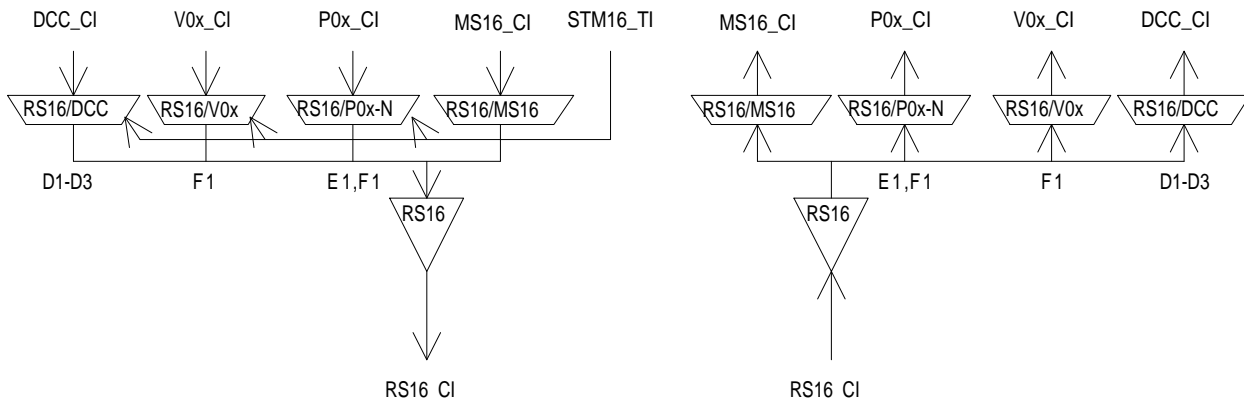 DCC_CI V0x_CI P0x_CI MS16_CI STM16_TI MS16_CI P0x_CI V0x_CI DCC_CI
RS16/DCC RS16/V0x RS16/P0x-N RS16/MS16 RS16/MS16 RS16/P0x-N RS16/V0x RS16/DCC
D1-D3 F1 E1,F1 E1,F1 F1 D1-D3
RS16 RS16
RS16_CI RS16_CI